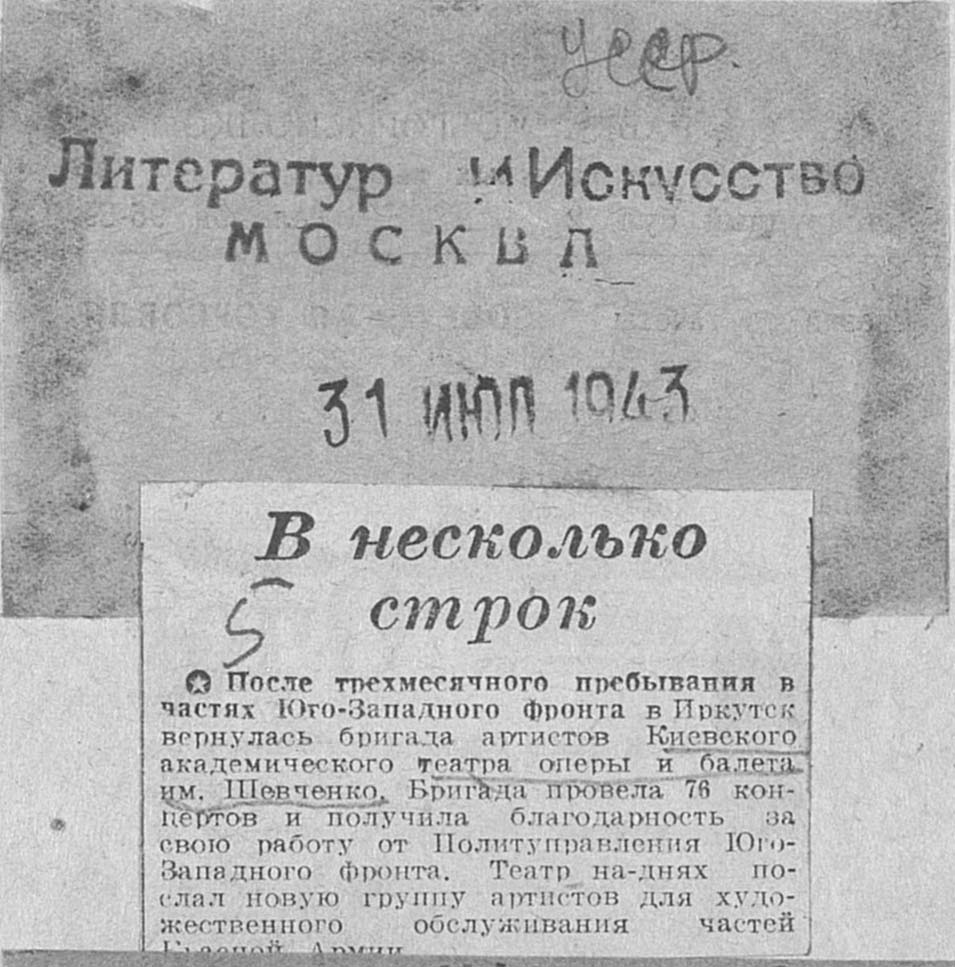 УССР.
Литератур и Искусство
МОСКВА
31 ИЮЛ 1943
В несколько
строк
5
После трехмесячного пребывания в
частях Юго-Западного фронта в Иркутск
вернулась бригада артистов Киевского
академического театра оперы и балета
им. Шевченко. Бригада провела 76 кон-
цертов и получила благодарность за
свою работу от Политуправления Юго-
Западного фронта. Театр на-днях по-
слал новую группу артистов для худо-
жественного обслуживания частей
Красной Армии